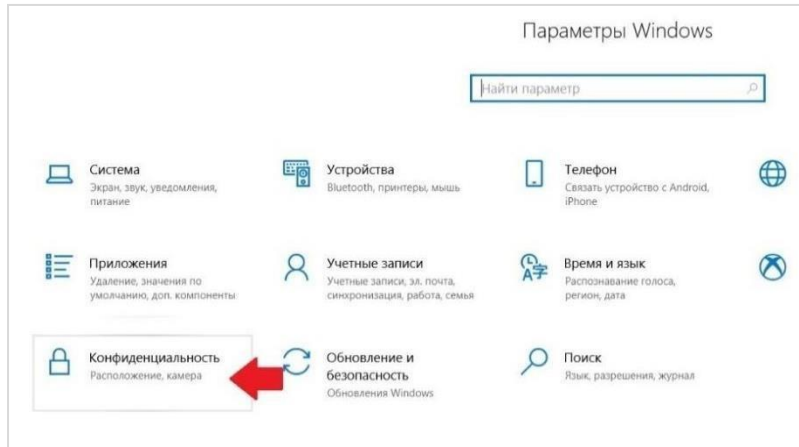 Параметры Windows
Найти параметр
Система
Экран, звук, уведомления,
питание
Устройства
Bluetooth, принтеры, мышь
Телефон
Связать устройство с Android,
iPhone
Приложения
Удаление, значения по
умолчанию, доп. компоненты
Учетные записи
Учетные записи, эл. почта,
синхронизация, работа, семья
Время и язык
Распознавание голоса,
регион, дата
Конфиденциальность
Расположение, камера
Обновление и
безопасность
Обновления Windows
Поиск
Язык, разрешения, журнал